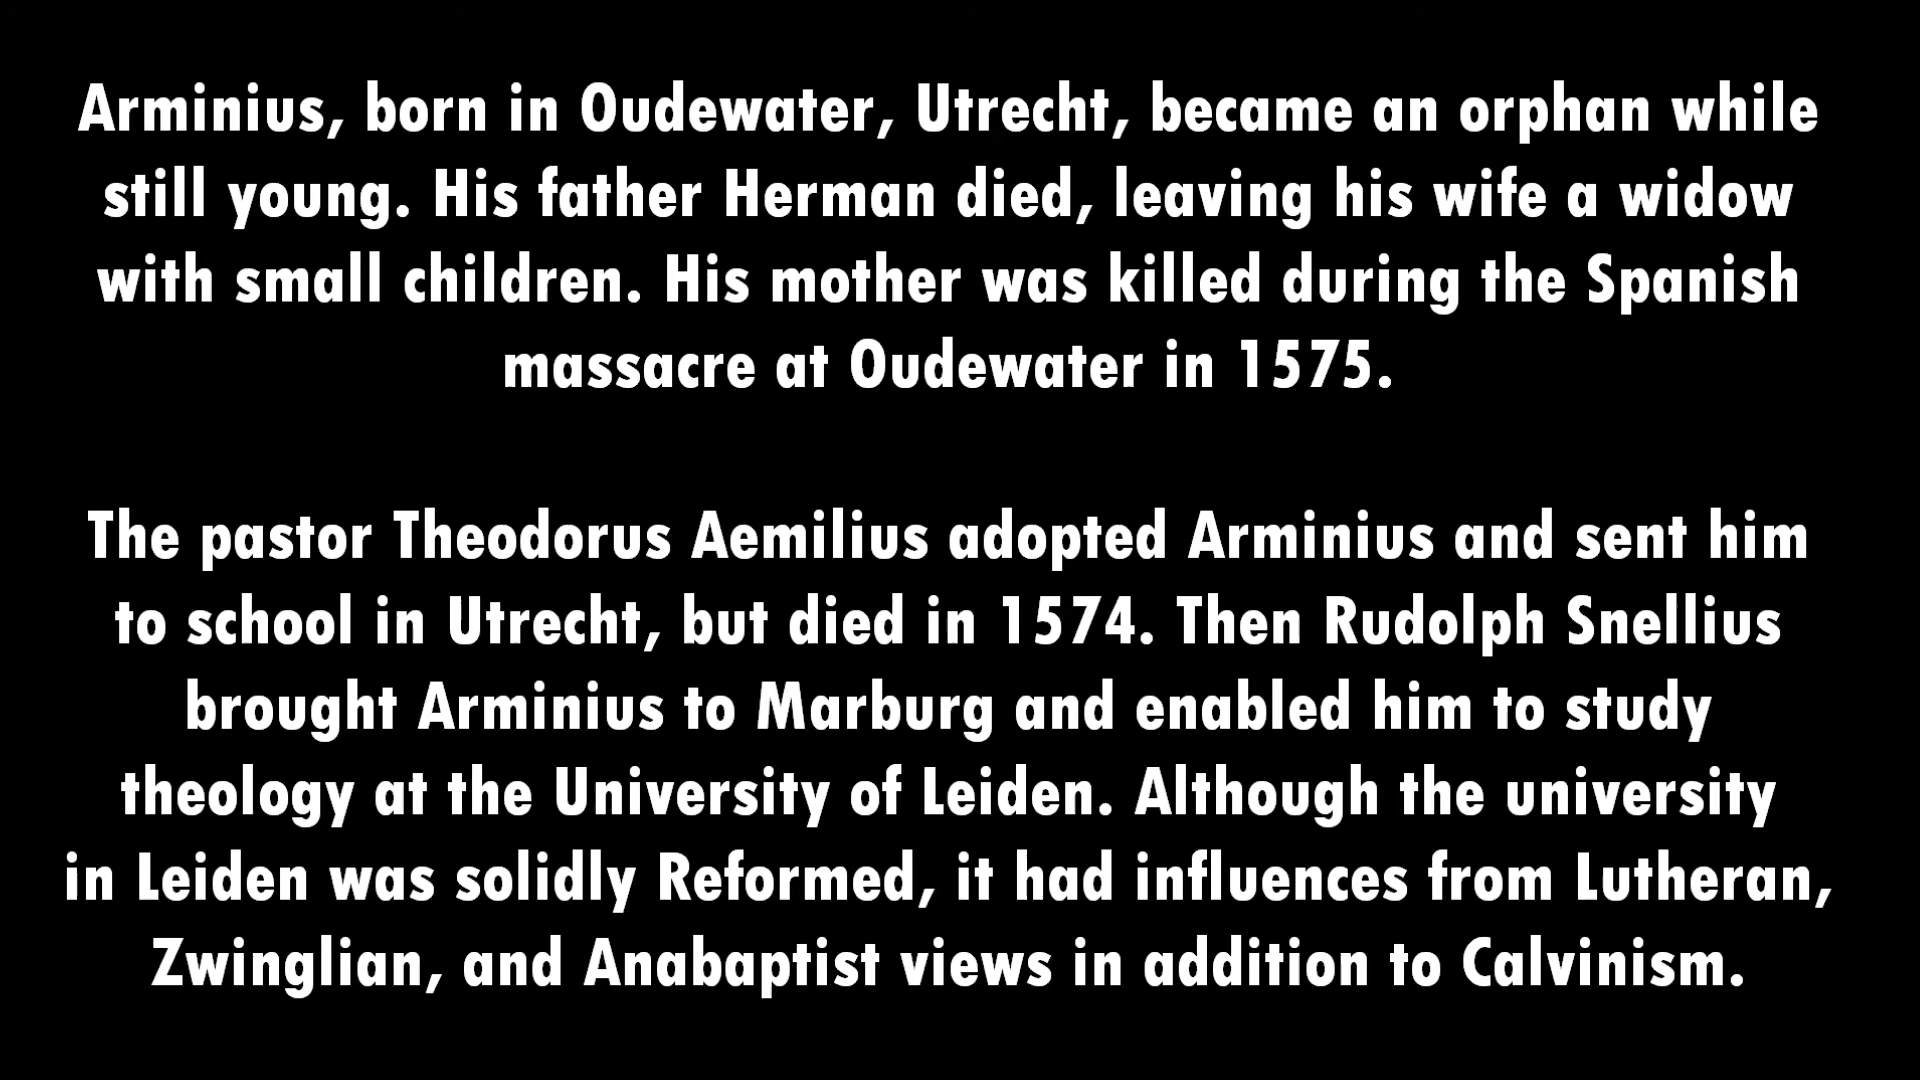 Arminius, born in Oudewater, Utrecht, became an orphan while
still young. His father Herman died, leaving his wife a widow
with small children. His mother was killed during the Spanish
massacre at Oudewater in 1575.
The pastor Theodorus Aemilius adopted Arminius and sent him
to school in Utrecht, but died in 1574. Then Rudolph Snellius
brought Arminius to Marburg and enabled him to study
theology at the University of Leiden. Although the university
in Leiden was solidly Reformed, it had influences from Lutheran,
Zwinglian, and Anabaptist views in addition to Calvinism.